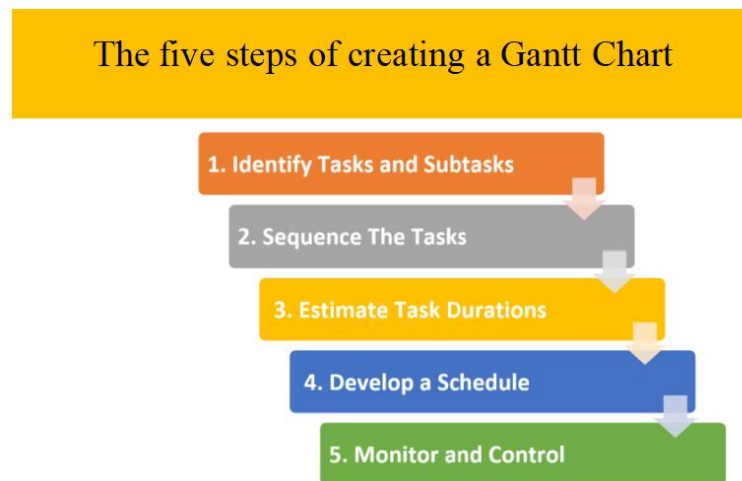 The five steps of creating a Gantt Chart
1. Identify Tasks and Subtasks
2. Sequence The Tasks
3. Estimate Task Durations
4. Develop a Schedule
5. Monitor and Control